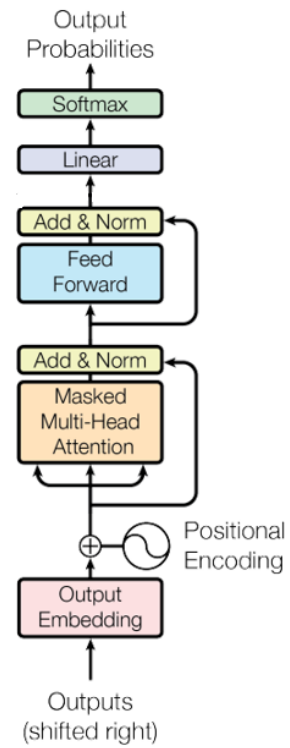 Output
Probabilities
Softmax
Linear
Add & Norm
Feed
Forward
Add & Norm
Masked
Multi-Head
Attention
Positional
Encoding
Output
Embedding
Outputs
(shifted right)